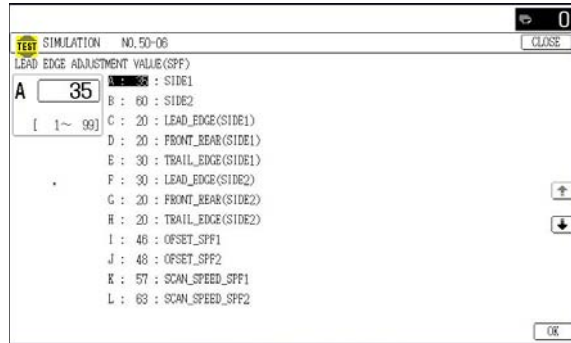 0
TEST SIMULATION NO.50-06 CLOSE
LEAD EDGE ADJUSTMENT VALUE(SPF)
A 35
[ 1~ 99]
A : 35 : SIDE1
B : 60 : SIDE2
C : 20 : LEAD_EDGE(SIDE1)
D : 20 : FRONT_REAR(SIDE1)
E : 30 : TRAIL_EDGE(SIDE1)
F : 30 : LEAD_EDGE(SIDE2)
G : 20 : FRONT_REAR(SIDE2)
H : 20 : TRAIL_EDGE(SIDE2)
I : 46 : OFSET_SPF1
J : 48 : OFSET_SPF2
K : 57 : SCAN_SPEED_SPF1
L : 63 : SCAN_SPEED_SPF2
OK